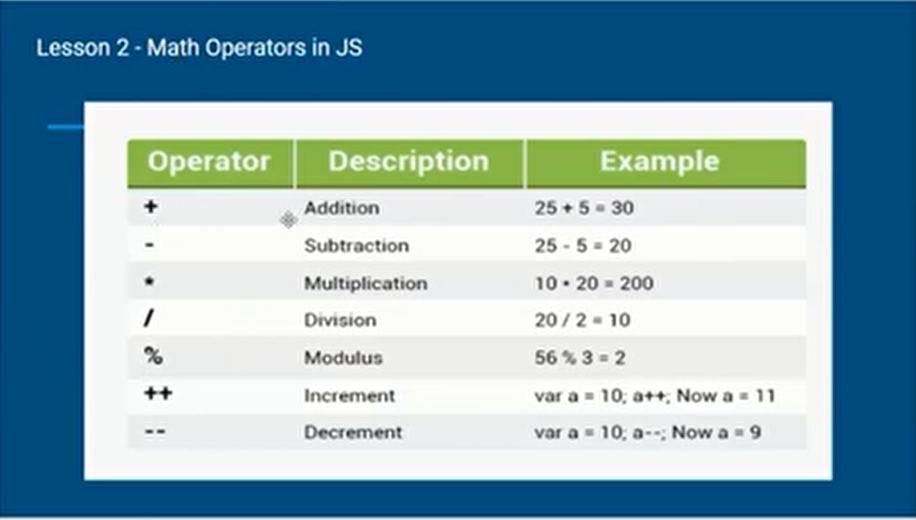 Lesson 2 - Math Operators in JS
Operator Description Example
+ Addition 25 + 5 = 30
- Subtraction 25 - 5 = 20
* Multiplication 10 * 20 = 200
/ Division 20 / 2 = 10
% Modulus 56 % 3 = 2
++ Increment var a = 10; a++; Now a = 11
-- Decrement var a = 10; a--; Now a = 9